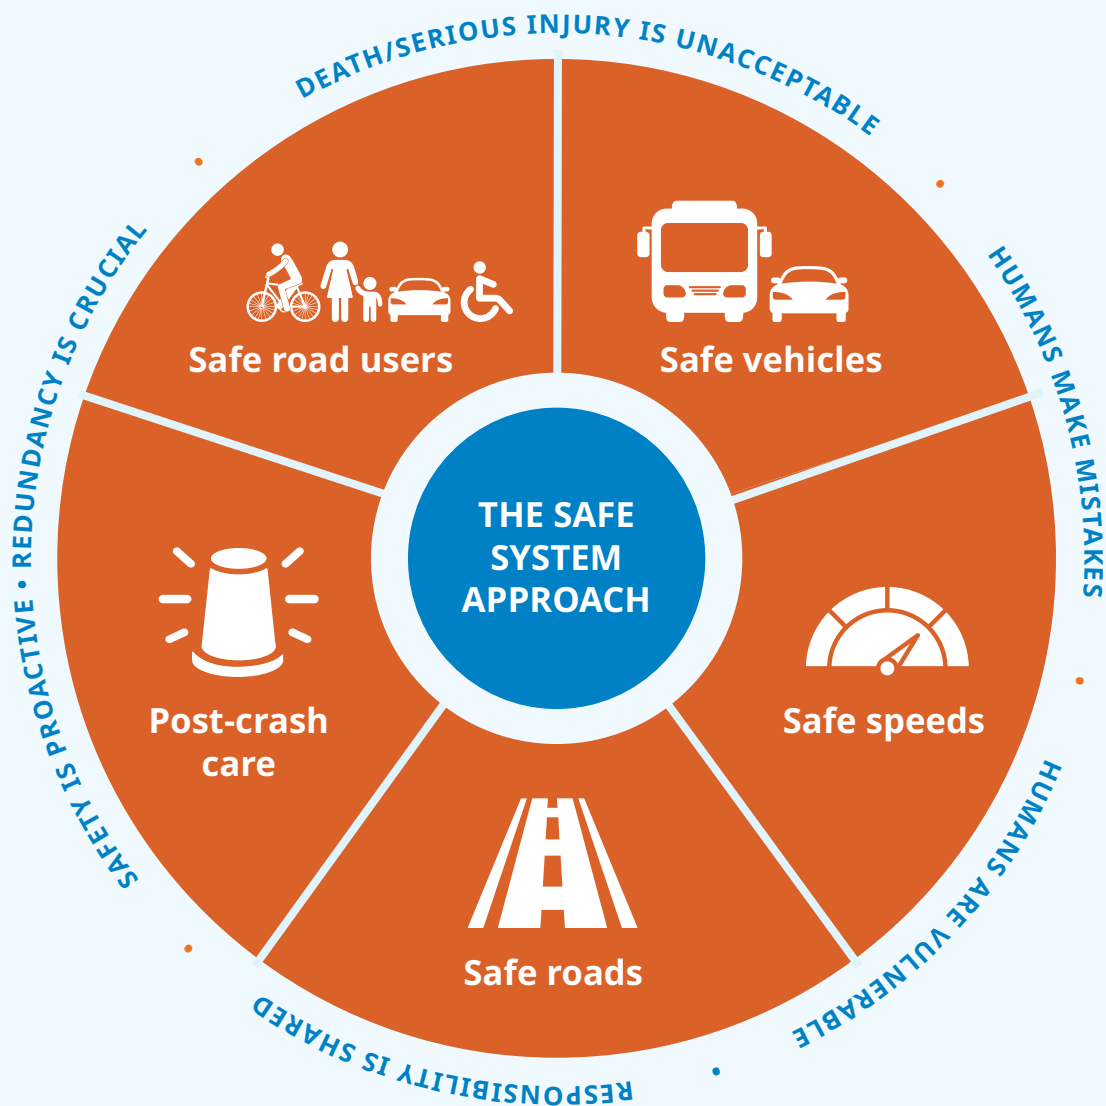 DEATH/SERIOUS INJURY IS UNACCEPTABLE
HUMANS MAKE MISTAKES
HUMANS ARE VULNERABLE
RESPONSIBILITY IS SHARED
SAFETY IS PROACTIVE • REDUNDANCY IS CRUCIAL
Safe road users
Safe vehicles
THE SAFE
SYSTEM
APPROACH
Safe speeds
Post-crash
care
Safe roads